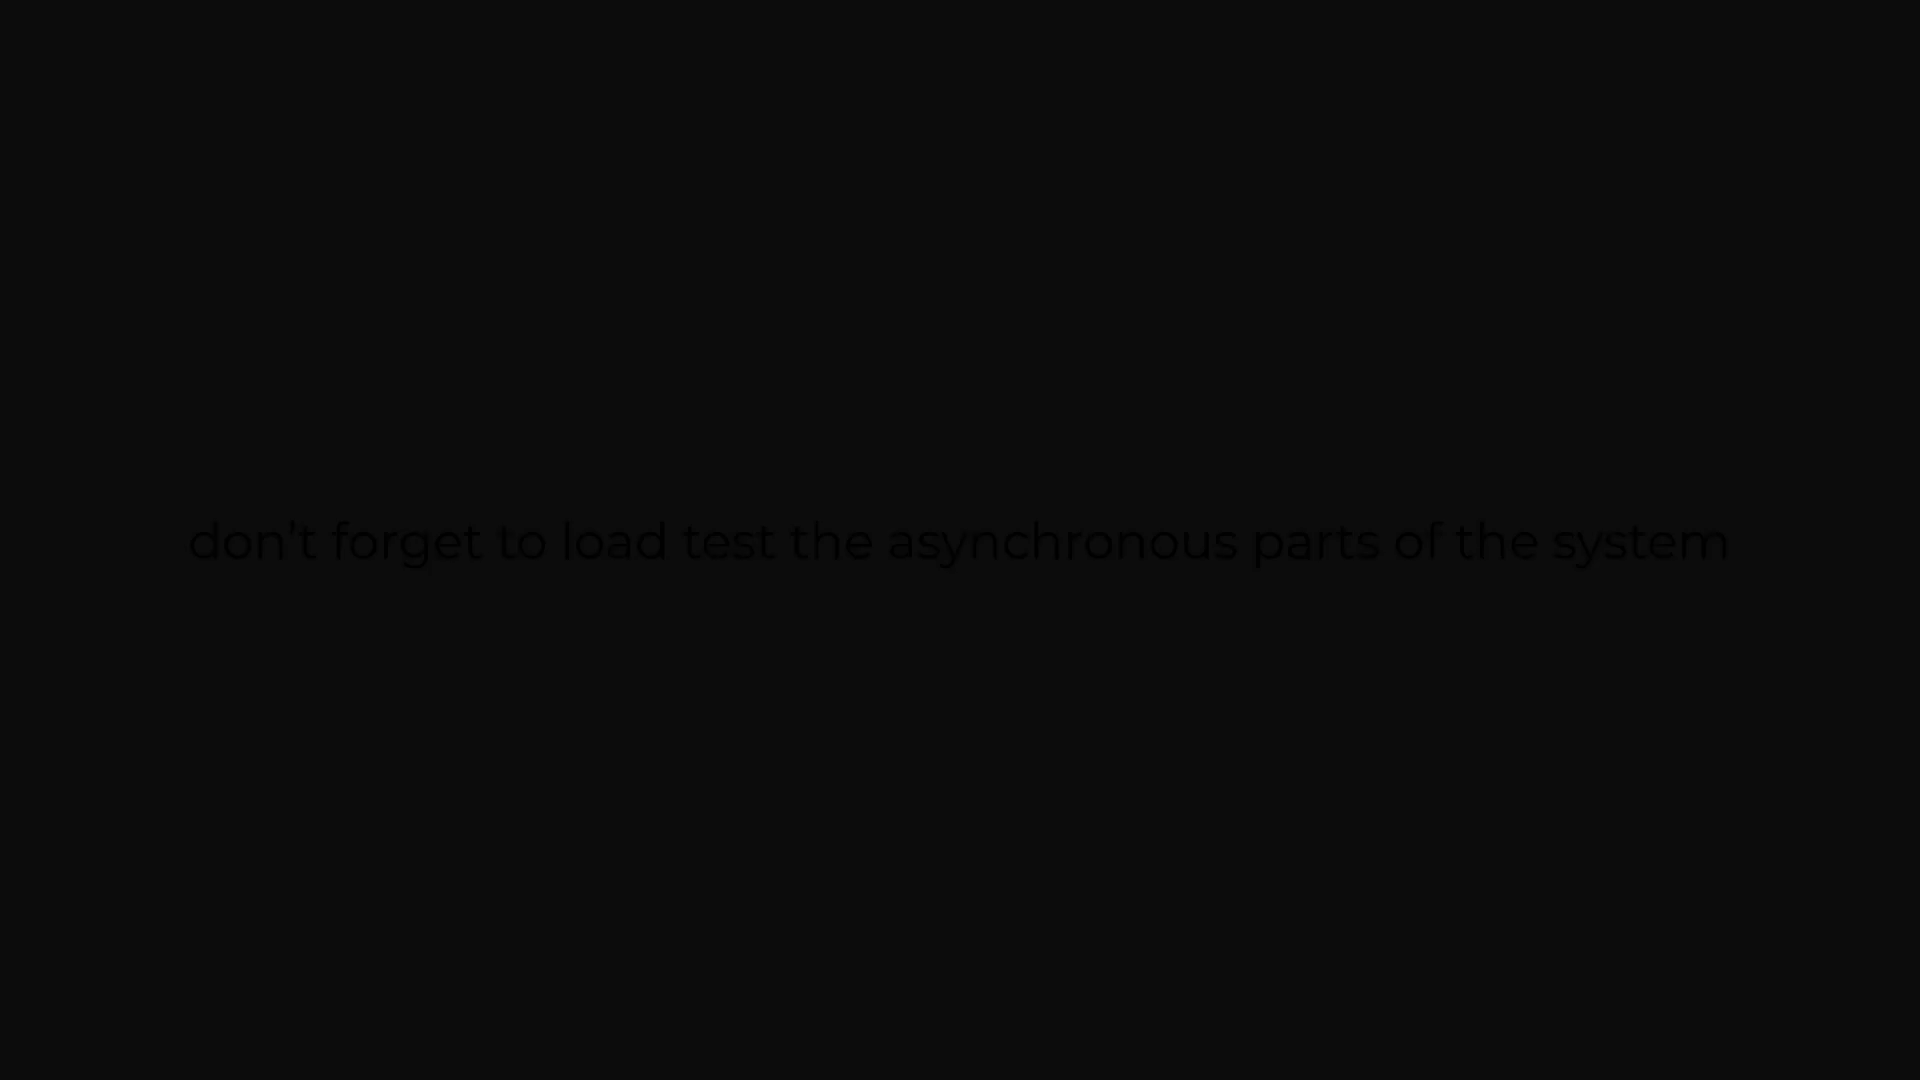 don't forget to load test the asynchronous parts of the system